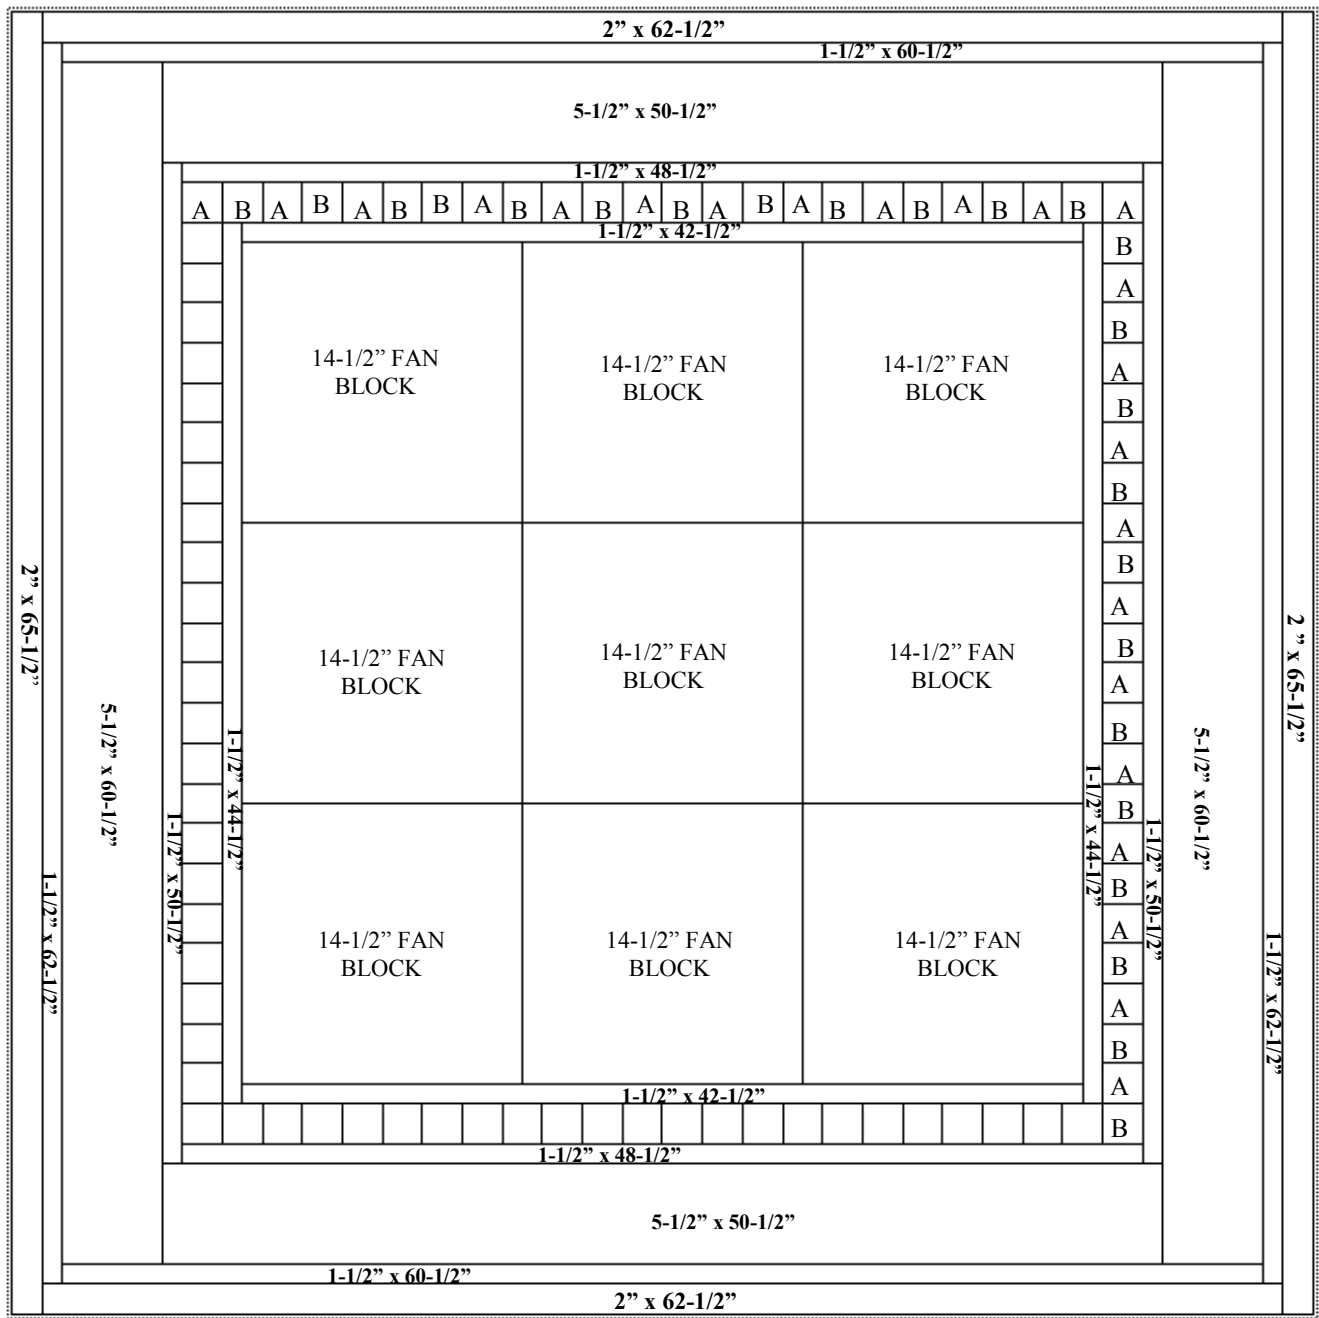 2” x 62-1/2”
1-1/2” x 60-1/2”
5-1/2” x 50-1/2”
1-1/2” x 48-1/2”
A B A B A B B A B A B A B A B A B A B A B A B A
1-1/2” x 42-1/2”
B
A
B
A
B
A
B
A
B
A
B
A
B
A
B
A
B
A
B
A
B
A
B
14-1/2” FAN
BLOCK
14-1/2” FAN
BLOCK
14-1/2” FAN
BLOCK
14-1/2” FAN
BLOCK
14-1/2” FAN
BLOCK
14-1/2” FAN
BLOCK
14-1/2” FAN
BLOCK
14-1/2” FAN
BLOCK
14-1/2” FAN
BLOCK
2” x 65-1/2”
1-1/2” x 62-1/2”
5-1/2” x 60-1/2”
1-1/2” x 50-1/2”
1-1/2” x 44-1/2”
1-1/2” x 44-1/2”
1-1/2” x 50-1/2”
5-1/2” x 60-1/2”
1-1/2” x 62-1/2”
2 ” x 65-1/2”
1-1/2” x 42-1/2”
1-1/2” x 48-1/2”
5-1/2” x 50-1/2”
1-1/2” x 60-1/2”
2” x 62-1/2”